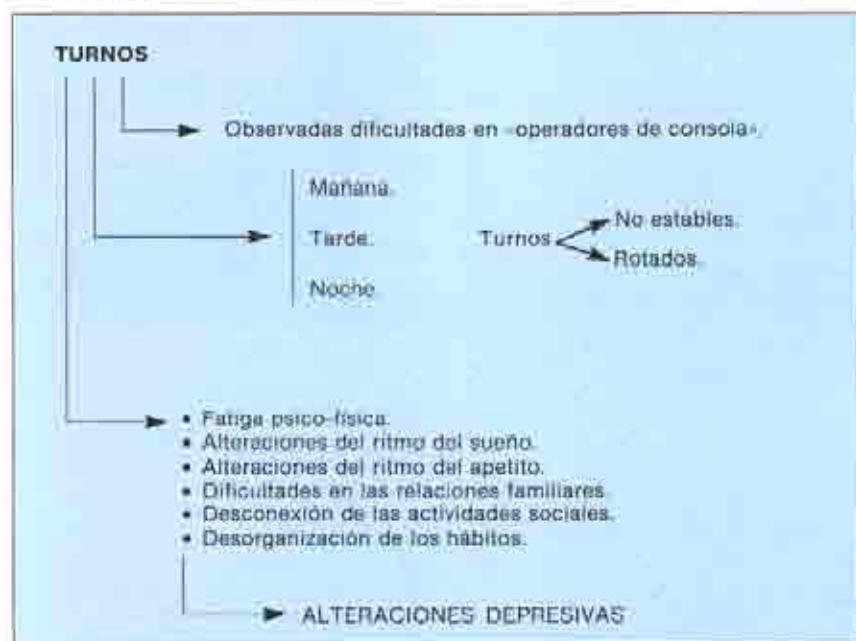 TURNOS
Observadas dificultades en «operadores de consola».
Mañana.
Tarde.
Noche.
Turnos
No estables.
Rotados.
• Fatiga psico-física.
• Alteraciones del ritmo del sueño.
• Alteraciones del ritmo del apetito.
• Dificultades en las relaciones familiares.
• Desconexión de las actividades sociales.
• Desorganización de los hábitos.
ALTERACIONES DEPRESIVAS